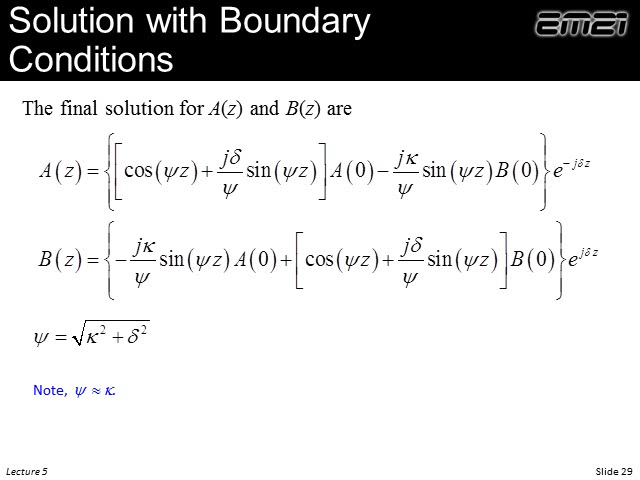 Solution with Boundary
Conditions
EM21
The final solution for A(z) and B(z) are
A(z) = {[cos(ψz) + jδ/ψ sin(ψz)] A(0) − jκ/ψ sin(ψz) B(0)} e^{−jδz}
B(z) = {−jκ/ψ sin(ψz) A(0) + [cos(ψz) + jδ/ψ sin(ψz)] B(0)} e^{jδz}
ψ = √(κ² + δ²)
Note, ψ ≈ κ.
Lecture 5
Slide 29